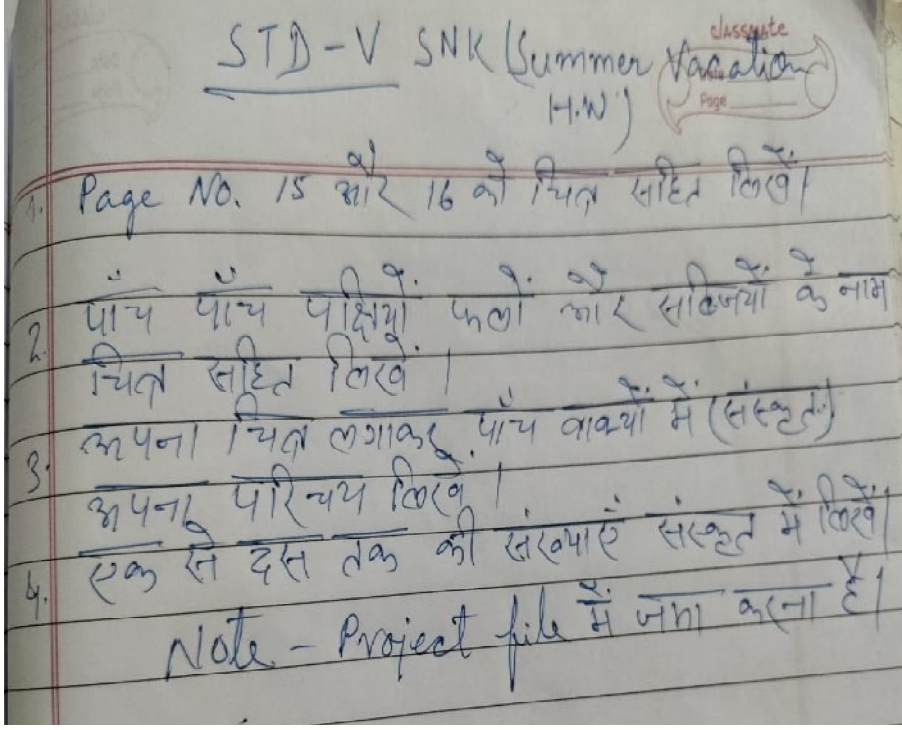 classmate
STD-V SNK (Summer Vacation
Page
H.W)
1. Page No. 15 और 16 को चित्र सहित लिखें।
2. पाँच पाँच पक्षियों फलों और सब्जियों के नाम
चित्र सहित लिखें।
3. अपना चित्र लगाकर पाँच वाक्यों में (संस्कृत)
अपना परिचय लिखें।
4. एक से दस तक की संख्याएँ संस्कृत में लिखें।
Note - Project file में जमा करना है।